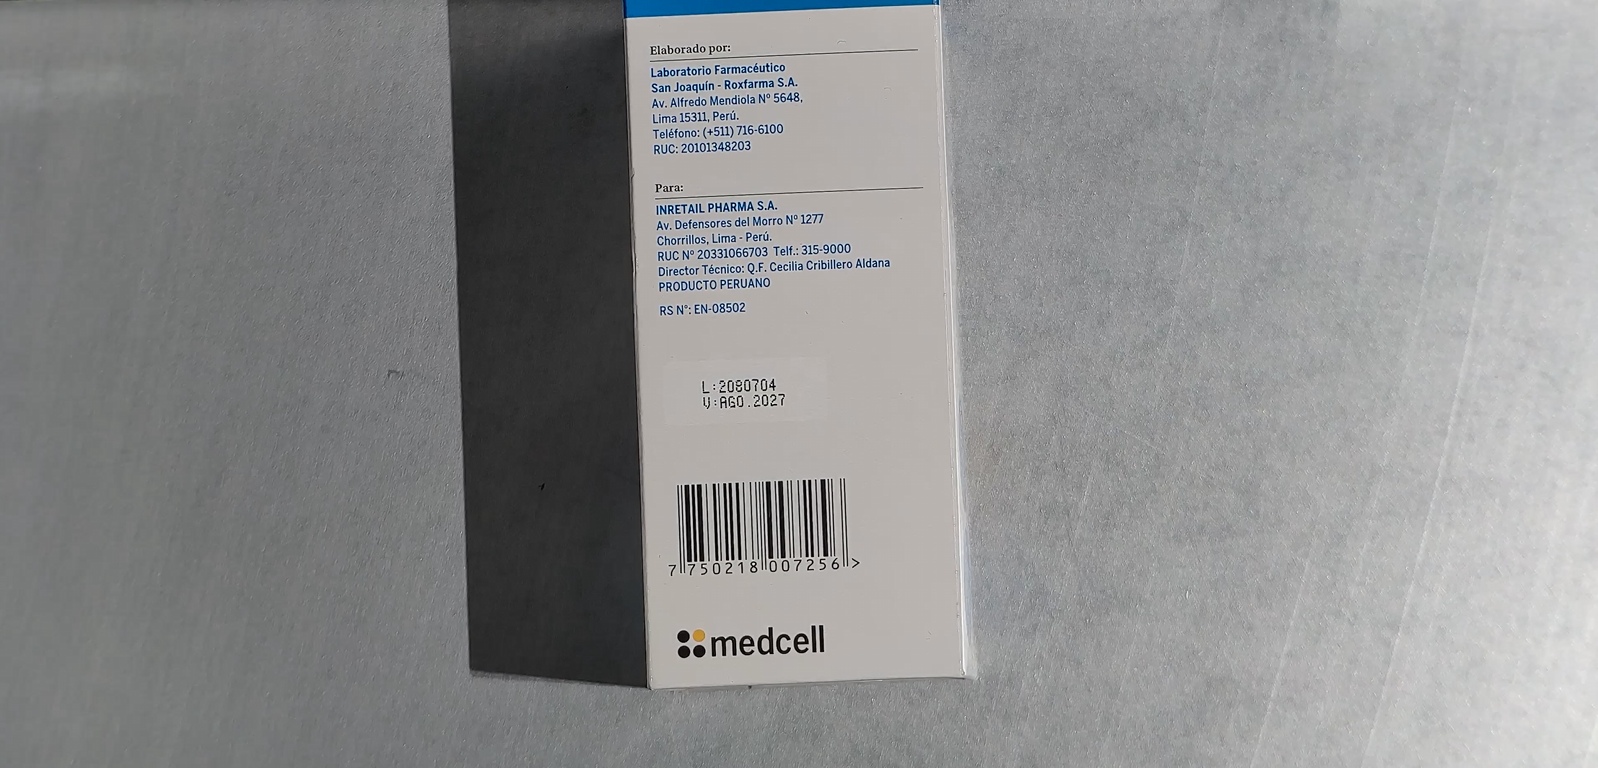 Elaborado por:
Laboratorio Farmacéutico
San Joaquín - Roxfarma S.A.
Av. Alfredo Mendiola Nº 5648,
Lima 15311, Perú.
Teléfono: (+511) 716-6100
RUC: 20101348203
Para:
INRETAIL PHARMA S.A.
Av. Defensores del Morro Nº 1277
Chorrillos, Lima - Perú.
RUC Nº 20331066703 Telf.: 315-9000
Director Técnico: Q.F. Cecilia Cribillero Aldana
PRODUCTO PERUANO
RS N°: EN-08502
L:2080704
V:AGO.2027
7 750218 007256 >
medcell